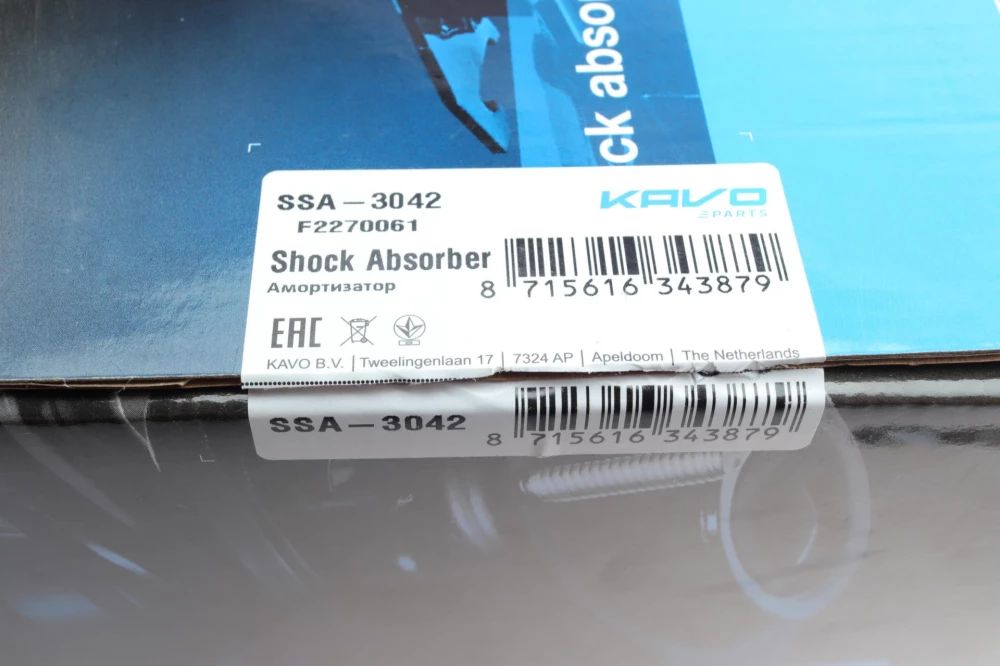 ck abso
SSA – 3042
KAVO
PARTS
F2270061
Shock Absorber
Амортизатор
8 715616 343879
EAC
KAVO B.V. | Tweelingenlaan 17 | 7324 AP | Apeldoorn | The Netherlands
SSA – 3042
8 715616 343879